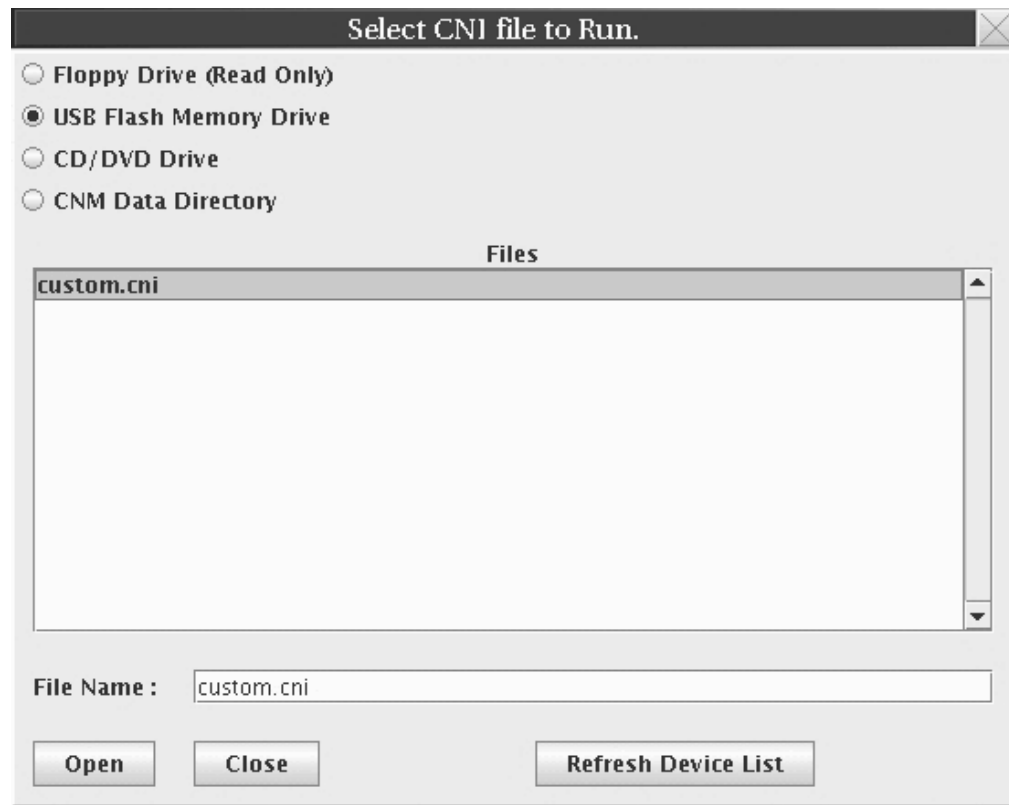 Select CNI file to Run.
Floppy Drive (Read Only)
USB Flash Memory Drive
CD/DVD Drive
CNM Data Directory
Files
custom.cni
File Name : custom.cni
Open Close Refresh Device List